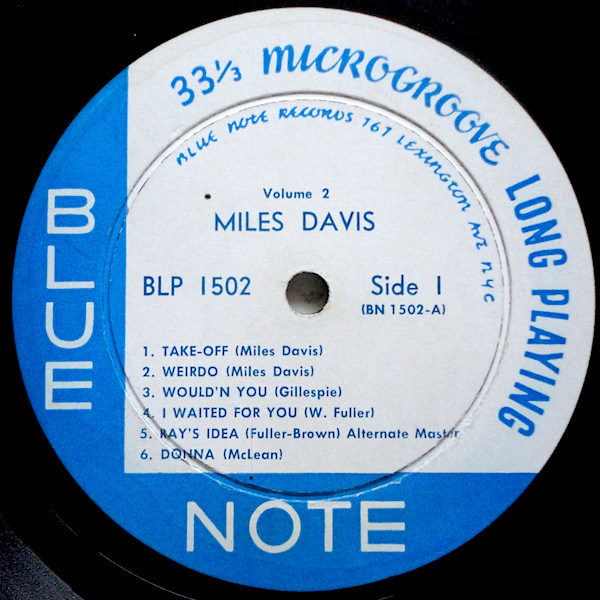 33⅓ MICROGROOVE LONG PLAYING
BLUE NOTE RECORDS 767 LEXINGTON AVE NYC
Volume 2
MILES DAVIS
BLP 1502
Side 1
(BN 1502-A)
1. TAKE-OFF (Miles Davis)
2. WEIRDO (Miles Davis)
3. WOULD'N YOU (Gillespie)
4. I WAITED FOR YOU (W. Fuller)
5. RAY'S IDEA (Fuller-Brown) Alternate Master
6. DONNA (McLean)
BLUE
NOTE